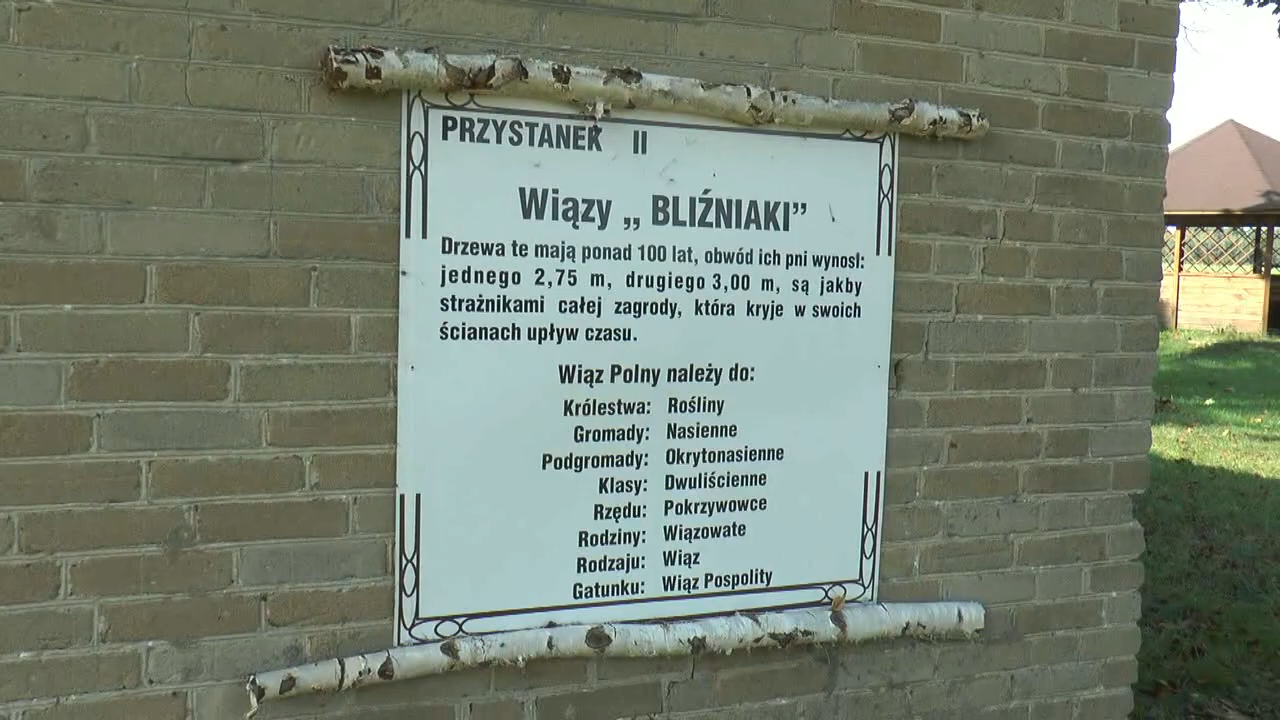 PRZYSTANEK II
Wiązy „ BLIŹNIAKI”
Drzewa te mają ponad 100 lat, obwód ich pni wynosł:
jednego 2,75 m, drugiego 3,00 m, są jakby
strażnikami całej zagrody, która kryje w swoich
ścianach upływ czasu.
Wiąz Polny należy do:
Królestwa: Rośliny
Gromady: Nasienne
Podgromady: Okrytonasienne
Klasy: Dwuliścienne
Rzędu: Pokrzywowce
Rodziny: Wiązowate
Rodzaju: Wiąz
Gatunku: Wiąz Pospolity